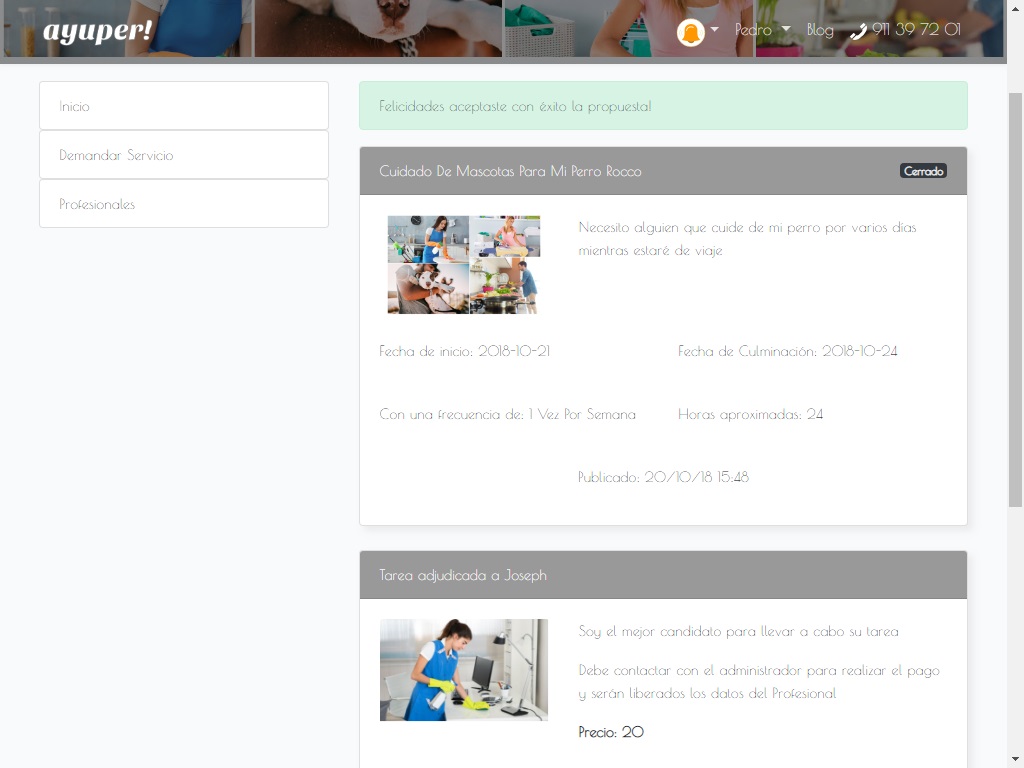 ayuper!
Pedro
Blog
911 39 72 01
Inicio
Demandar Servicio
Profesionales
Felicidades aceptaste con éxito la propuesta!
Cuidado De Mascotas Para Mi Perro Rocco
Cerrado
Necesito alguien que cuide de mi perro por varios días
mientras estaré de viaje
Fecha de inicio: 2018-10-21
Fecha de Culminación: 2018-10-24
Con una frecuencia de: 1 Vez Por Semana
Horas aproximadas: 24
Publicado: 20/10/18 15:48
Tarea adjudicada a Joseph
Soy el mejor candidato para llevar a cabo su tarea
Debe contactar con el administrador para realizar el pago
y serán liberados los datos del Profesional
Precio: 20